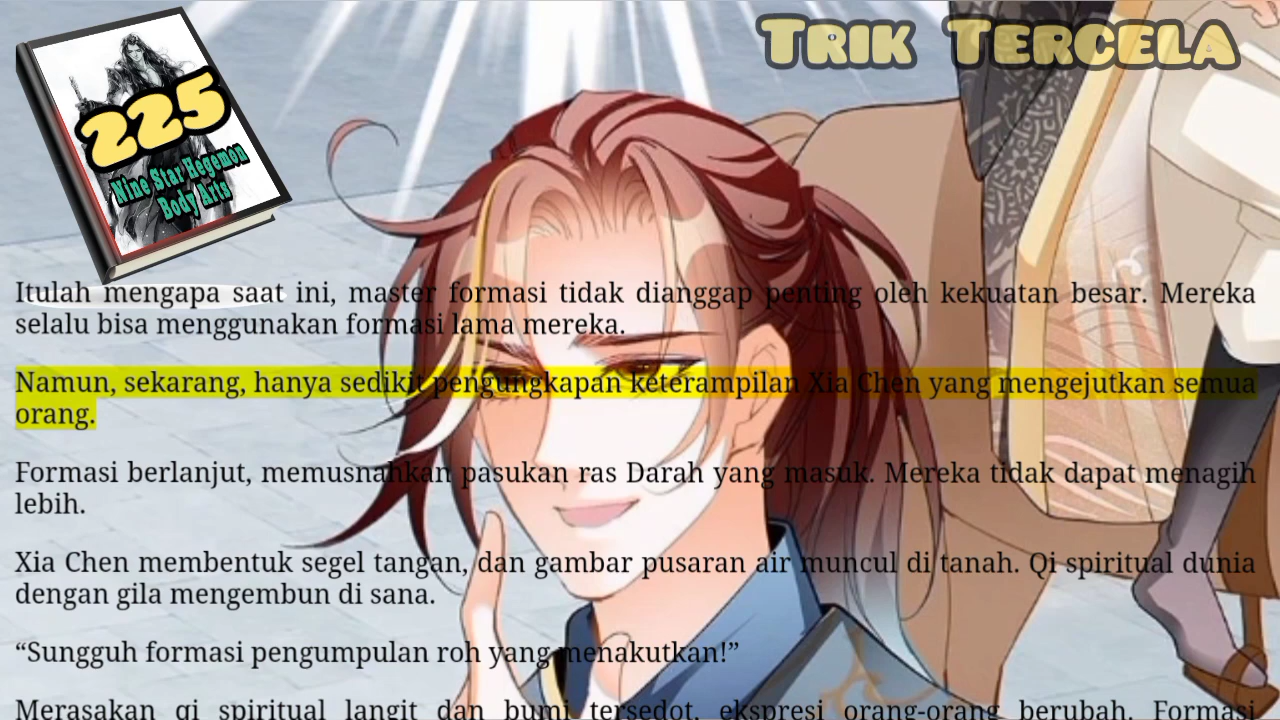 Trik Tercela
225
Nine Star Hegemon
Body Arts
Itulah mengapa saat ini, master formasi tidak dianggap penting oleh kekuatan besar. Mereka
selalu bisa menggunakan formasi lama mereka.
Namun, sekarang, hanya sedikit pengungkapan keterampilan Xia Chen yang mengejutkan semua
orang.
Formasi berlanjut, memusnahkan pasukan ras Darah yang masuk. Mereka tidak dapat menagih
lebih.
Xia Chen membentuk segel tangan, dan gambar pusaran air muncul di tanah. Qi spiritual dunia
dengan gila mengembun di sana.
“Sungguh formasi pengumpulan roh yang menakutkan!”
Merasakan qi spiritual langit dan bumi tersedot, ekspresi orang-orang berubah. Formasi